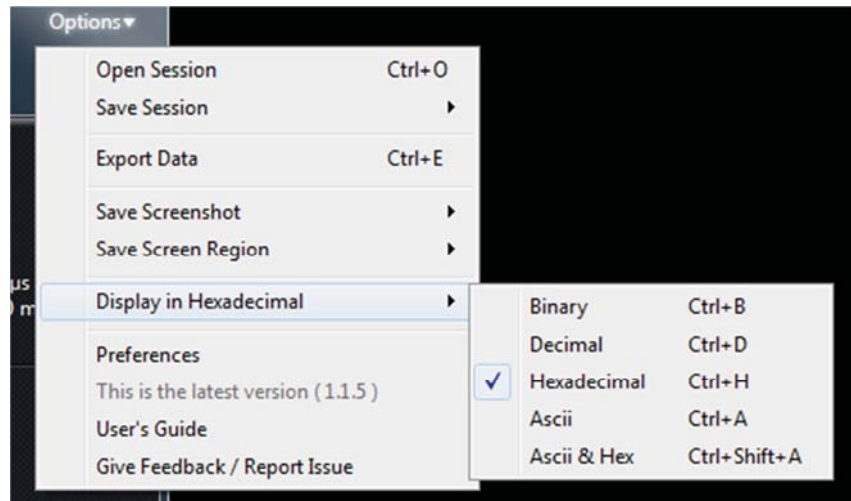 Options▾
Open Session Ctrl+O
Save Session
Export Data Ctrl+E
Save Screenshot
Save Screen Region
µs
m
Display in Hexadecimal
Binary Ctrl+B
Decimal Ctrl+D
✓ Hexadecimal Ctrl+H
Ascii Ctrl+A
Ascii & Hex Ctrl+Shift+A
Preferences
This is the latest version ( 1.1.5 )
User's Guide
Give Feedback / Report Issue